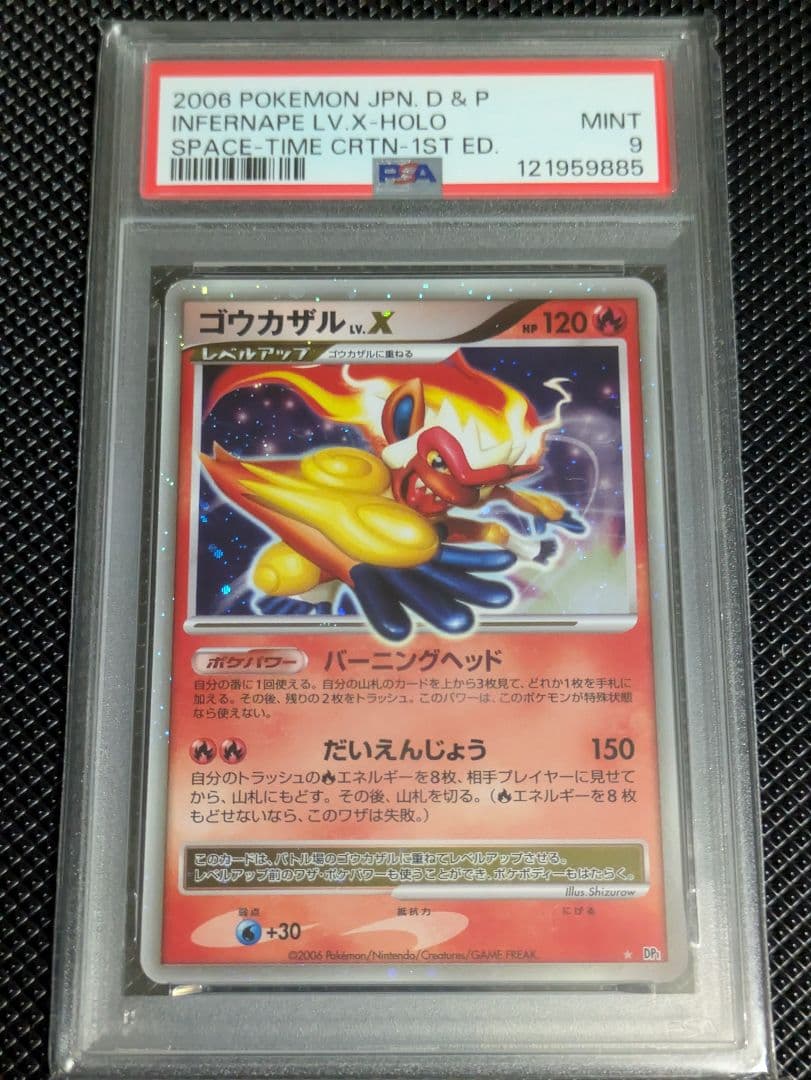 2006 POKEMON JPN. D & P
INFERNAPE LV.X-HOLO MINT
SPACE-TIME CRTN-1ST ED. 9
PSA 121959885
ゴウカザル LV.X HP 120
レベルアップ ゴウカザルに重ねる
ポケパワー バーニングヘッド
自分の番に1回使える。自分の山札のカードを上から3枚見て、どれか1枚を手札に
加える。その後、残りの2枚をトラッシュ。このパワーは、このポケモンが特殊状態
なら使えない。
だいえんじょう 150
自分のトラッシュのエネルギーを8枚、相手プレイヤーに見せて
から、山札にもどす。その後、山札を切る。（エネルギーを8枚
もどせないなら、このワザは失敗。）
このカードは、バトル場のゴウカザルに重ねてレベルアップさせる。
レベルアップ前のワザ・ポケパワーも使うことができ、ポケボディーもはたらく。
Illus. Shizurow
弱点 抵抗力 にげる
+30
©2006 Pokémon/Nintendo/Creatures/GAME FREAK.
★ DP1